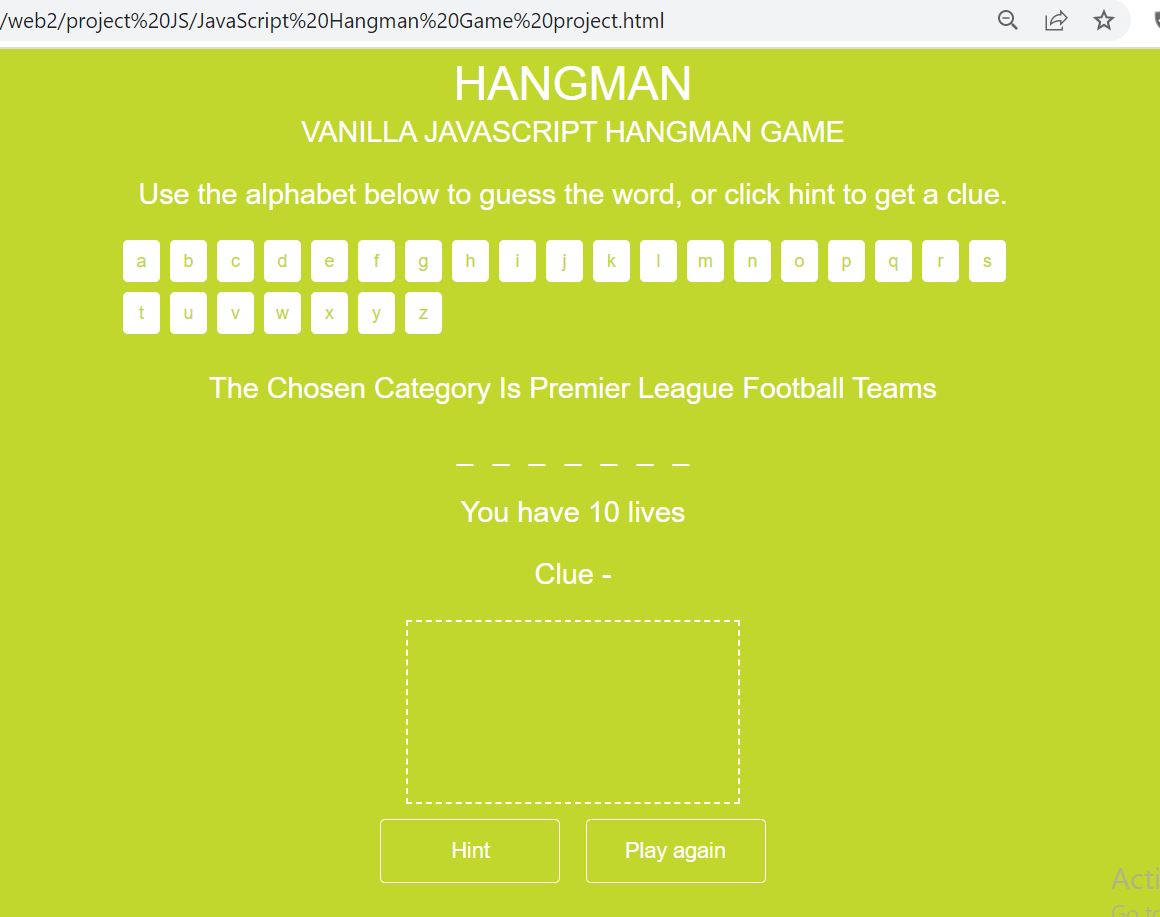 /web2/project%20JS/JavaScript%20Hangman%20Game%20project.html
HANGMAN
VANILLA JAVASCRIPT HANGMAN GAME
Use the alphabet below to guess the word, or click hint to get a clue.
a b c d e f g h i j k l m n o p q r s
t u v w x y z
The Chosen Category Is Premier League Football Teams
_ _ _ _ _ _ _
You have 10 lives
Clue -
Hint Play again
Acti
Go to